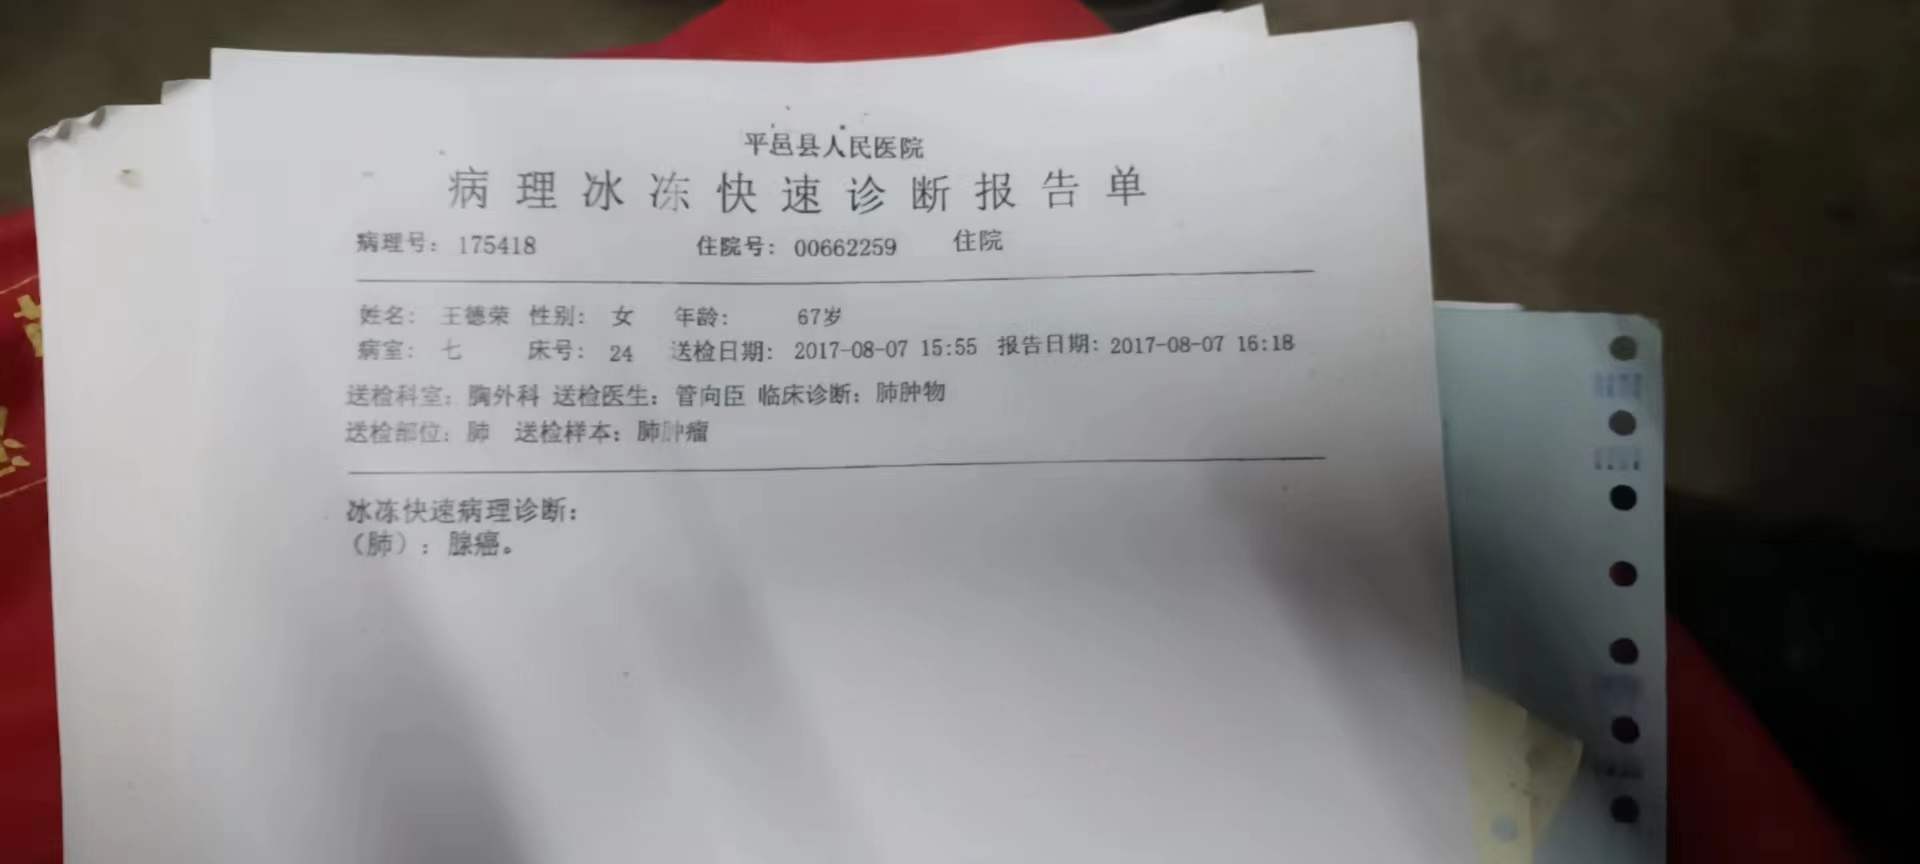 平邑县人民医院
病理冰冻快速诊断报告单
病理号: 175418 住院号: 00662259 住院
姓名: 王德荣 性别: 女 年龄: 67岁
病室: 七 床号: 24 送检日期: 2017-08-07 15:55 报告日期: 2017-08-07 16:18
送检科室: 胸外科 送检医生: 管向臣 临床诊断: 肺肿物
送检部位: 肺 送检样本: 肺肿瘤
冰冻快速病理诊断:
(肺): 腺癌。